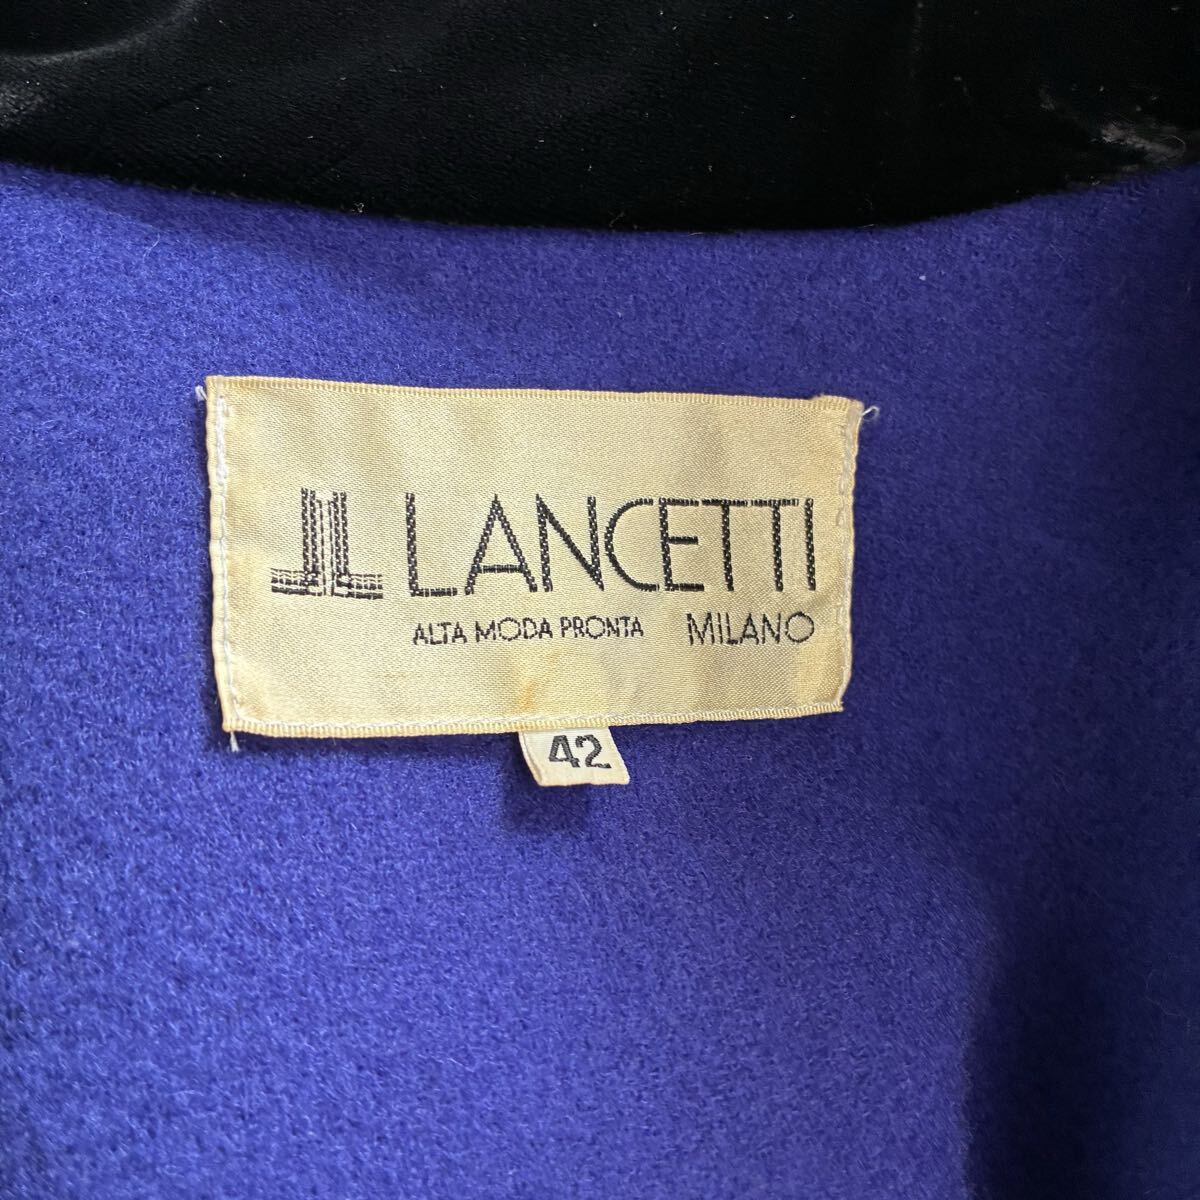 LANCETTI
ALTA MODA PRONTA MILANO
42